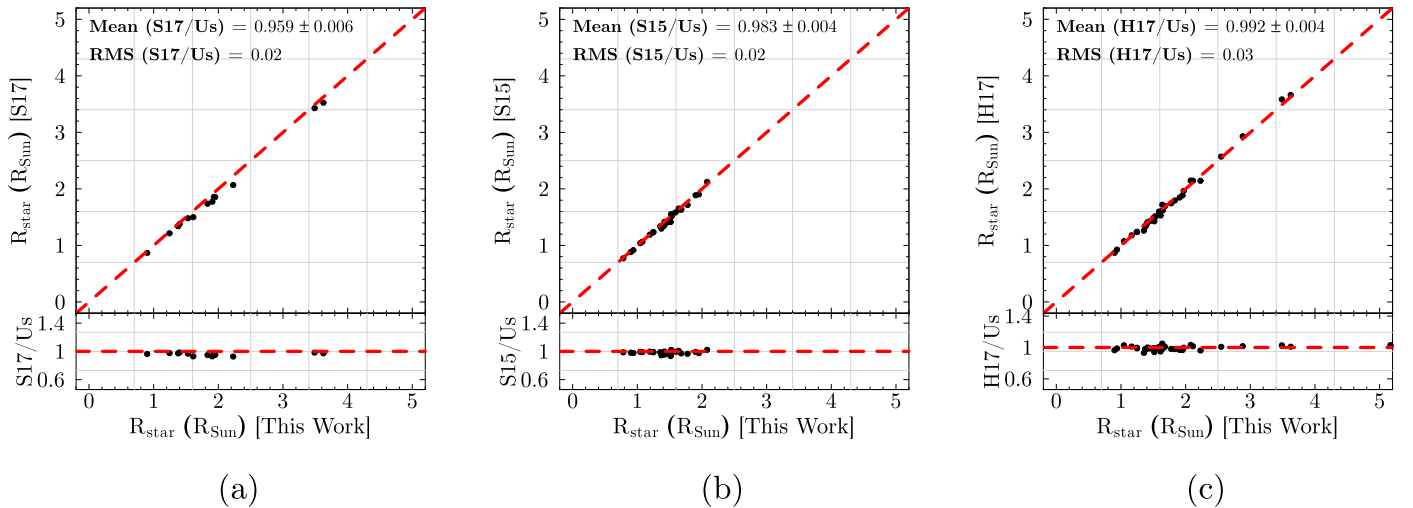 Mean (S17/Us) = 0.959 ± 0.006
RMS (S17/Us) = 0.02
R_star (R_Sun) [S17]
5
4
3
2
1
0
S17/Us
1.4
1
0.6
0 1 2 3 4 5
R_star (R_Sun) [This Work]
(a)
Mean (S15/Us) = 0.983 ± 0.004
RMS (S15/Us) = 0.02
R_star (R_Sun) [S15]
5
4
3
2
1
0
S15/Us
1.4
1
0.6
0 1 2 3 4 5
R_star (R_Sun) [This Work]
(b)
Mean (H17/Us) = 0.992 ± 0.004
RMS (H17/Us) = 0.03
R_star (R_Sun) [H17]
5
4
3
2
1
0
H17/Us
1.4
1
0.6
0 1 2 3 4 5
R_star (R_Sun) [This Work]
(c)